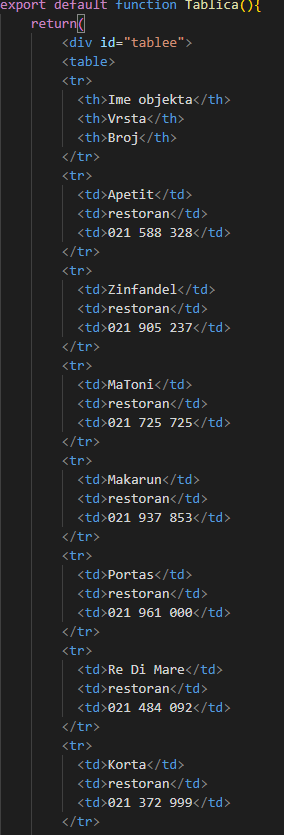 export default function Tablica(){
return(
<div id="tablee">
<table>
<tr>
<th>Ime objekta</th>
<th>Vrsta</th>
<th>Broj</th>
</tr>
<tr>
<td>Apetit</td>
<td>restoran</td>
<td>021 588 328</td>
</tr>
<tr>
<td>Zinfandel</td>
<td>restoran</td>
<td>021 905 237</td>
</tr>
<tr>
<td>MaToni</td>
<td>restoran</td>
<td>021 725 725</td>
</tr>
<tr>
<td>Makarun</td>
<td>restoran</td>
<td>021 937 853</td>
</tr>
<tr>
<td>Portas</td>
<td>restoran</td>
<td>021 961 000</td>
</tr>
<tr>
<td>Re Di Mare</td>
<td>restoran</td>
<td>021 484 092</td>
</tr>
<tr>
<td>Korta</td>
<td>restoran</td>
<td>021 372 999</td>
</tr>